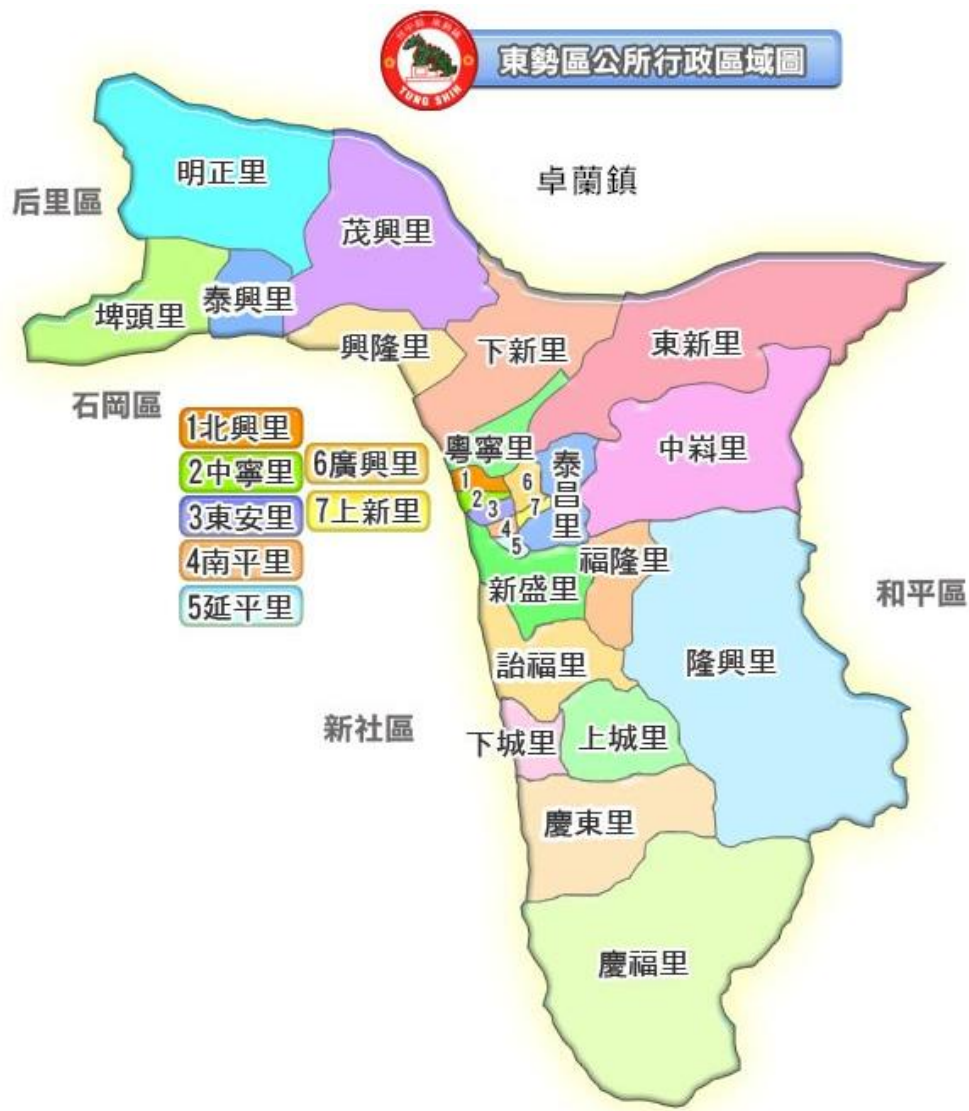 東勢區公所行政區域圖
TUNG SHIH
明正里
卓蘭鎮
后里區
茂興里
泰興里
埤頭里
興隆里
下新里
東新里
石岡區
1北興里
2中寧里
3東安里
4南平里
5延平里
6廣興里
7上新里
粵寧里
中嵙里
泰昌里
1
2
3
4
5
6
7
福隆里
新盛里
和平區
詒福里
隆興里
新社區
下城里
上城里
慶東里
慶福里